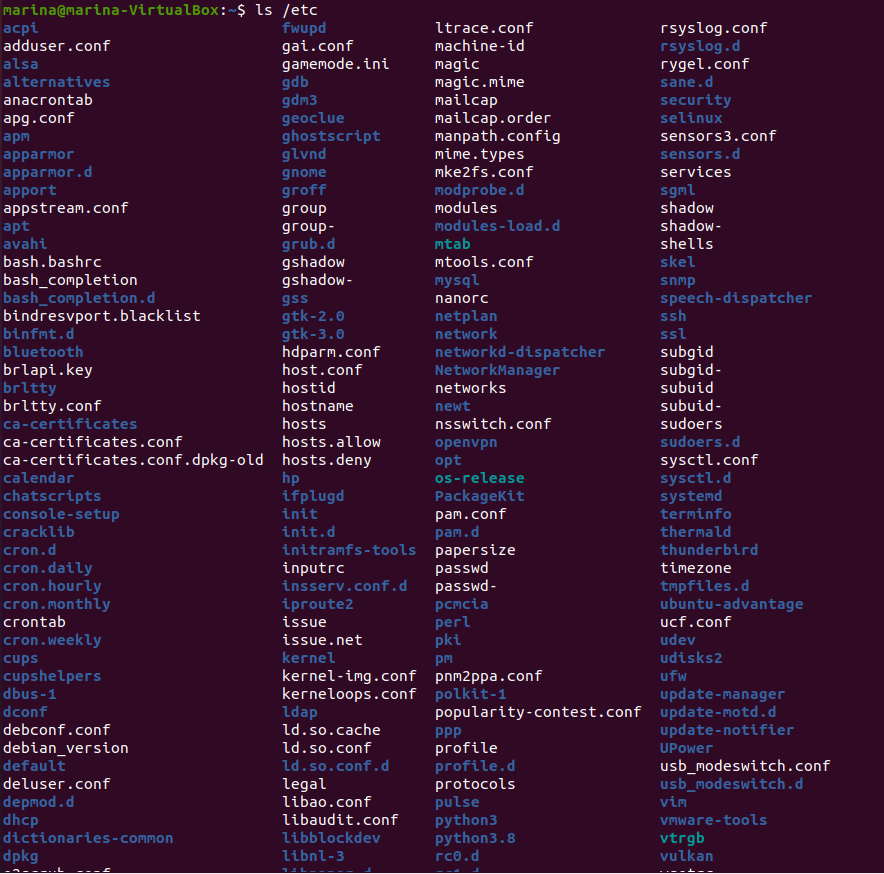 marina@marina-VirtualBox:~$ ls /etc
acpi fwupd ltrace.conf rsyslog.conf
adduser.conf gai.conf machine-id rsyslog.d
alsa gamemode.ini magic rygel.conf
alternatives gdb magic.mime sane.d
anacrontab gdm3 mailcap security
apg.conf geoclue mailcap.order selinux
apm ghostscript manpath.config sensors3.conf
apparmor glvnd mime.types sensors.d
apparmor.d gnome mke2fs.conf services
apport groff modprobe.d sgml
appstream.conf group modules shadow
apt group- modules-load.d shadow-
avahi grub.d mtab shells
bash.bashrc gshadow mtools.conf skel
bash_completion gshadow- mysql snmp
bash_completion.d gss nanorc speech-dispatcher
bindresvport.blacklist gtk-2.0 netplan ssh
binfmt.d gtk-3.0 network ssl
bluetooth hdparm.conf networkd-dispatcher subgid
brlapi.key host.conf NetworkManager subgid-
brltty hostid networks subuid
brltty.conf hostname newt subuid-
ca-certificates hosts nsswitch.conf sudoers
ca-certificates.conf hosts.allow openvpn sudoers.d
ca-certificates.conf.dpkg-old hosts.deny opt sysctl.conf
calendar hp os-release sysctl.d
chatscripts ifplugd PackageKit systemd
console-setup init pam.conf terminfo
cracklib init.d pam.d thermald
cron.d initramfs-tools papersize thunderbird
cron.daily inputrc passwd timezone
cron.hourly insserv.conf.d passwd- tmpfiles.d
cron.monthly iproute2 pcmcia ubuntu-advantage
crontab issue perl ucf.conf
cron.weekly issue.net pki udev
cups kernel pm udisks2
cupshelpers kernel-img.conf pnm2ppa.conf ufw
dbus-1 kerneloops.conf polkit-1 update-manager
dconf ldap popularity-contest.conf update-motd.d
debconf.conf ld.so.cache ppp update-notifier
debian_version ld.so.conf profile UPower
default ld.so.conf.d profile.d usb_modeswitch.conf
deluser.conf legal protocols usb_modeswitch.d
depmod.d libao.conf pulse vim
dhcp libaudit.conf python3 vmware-tools
dictionaries-common libblockdev python3.8 vtrgb
dpkg libnl-3 rc0.d vulkan